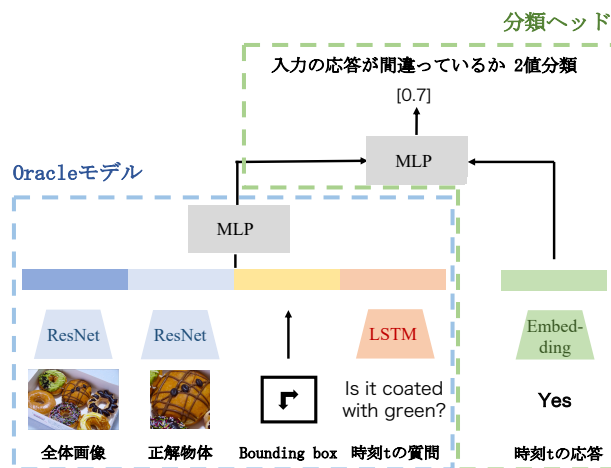 分類ヘッド
入力の応答が間違っているか 2値分類
[0.7]
MLP
Oracleモデル
MLP
ResNet
ResNet
LSTM
Embed-
ding
Is it coated
with green?
Yes
全体画像
正解物体
Bounding box
時刻tの質問
時刻tの応答